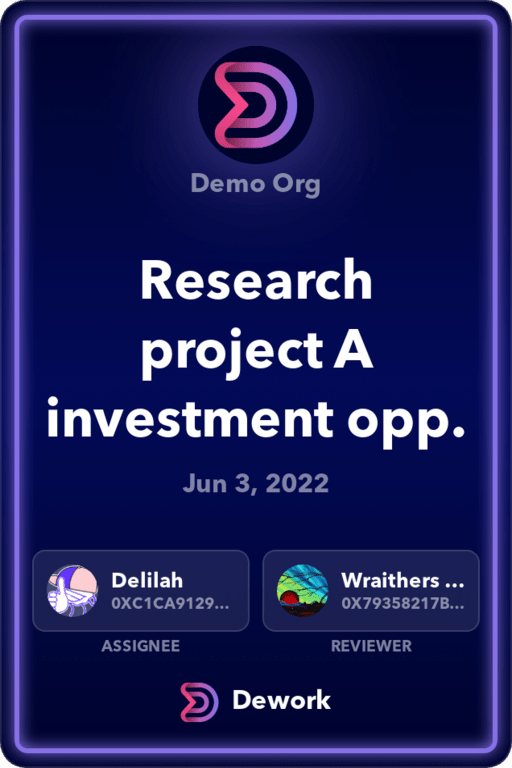 Demo Org
Research
project A
investment opp.
Jun 3, 2022
Delilah
0XC1CA9129...
ASSIGNEE
Wraithers ...
0X79358217B...
REVIEWER
Dework